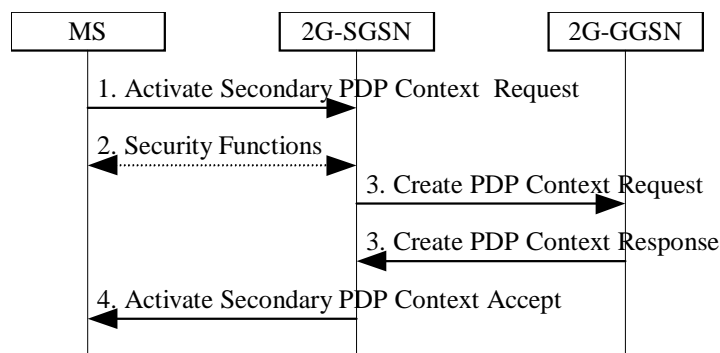 MS
2G-SGSN
2G-GGSN
1. Activate Secondary PDP Context Request
2. Security Functions
3. Create PDP Context Request
3. Create PDP Context Response
4. Activate Secondary PDP Context Accept